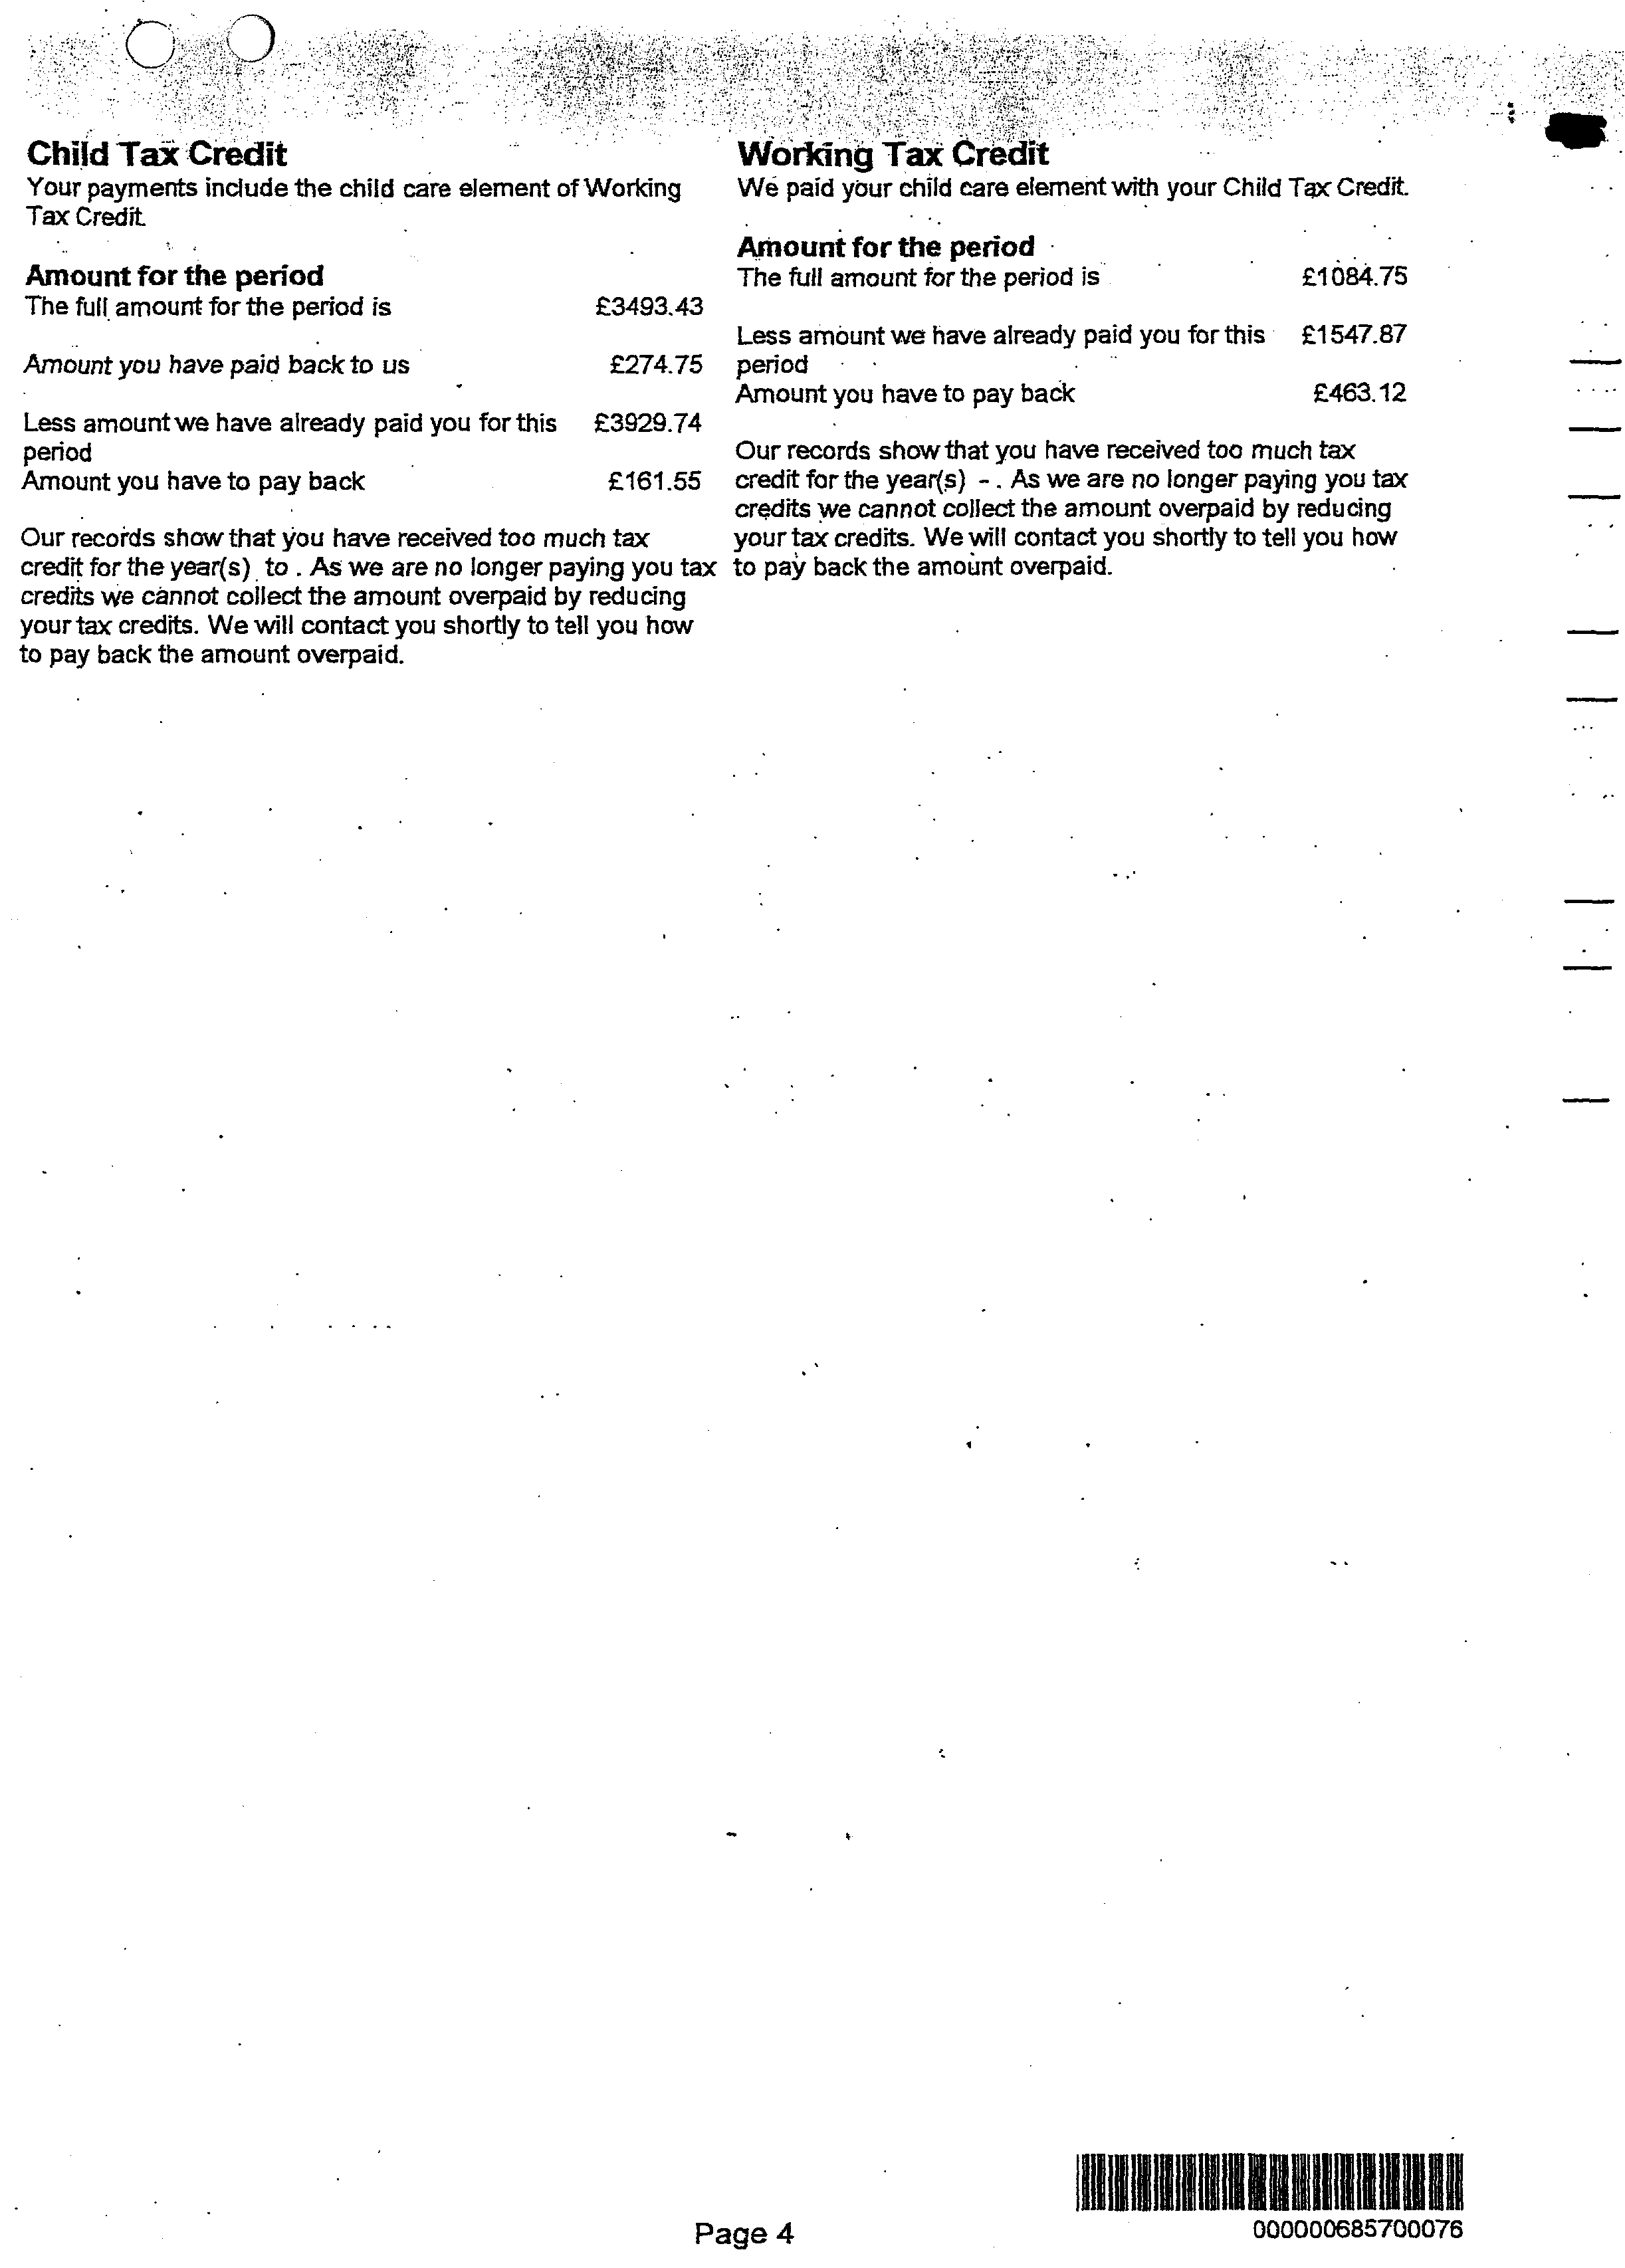 Child Tax Credit
Your payments include the child care element of Working
Tax Credit.
Amount for the period
The full amount for the period is £3493.43
Amount you have paid back to us £274.75
Less amount we have already paid you for this £3929.74
period
Amount you have to pay back £161.55
Our records show that you have received too much tax
credit for the year(s) to . As we are no longer paying you tax
credits we cannot collect the amount overpaid by reducing
your tax credits. We will contact you shortly to tell you how
to pay back the amount overpaid.
Working Tax Credit
We paid your child care element with your Child Tax Credit.
Amount for the period
The full amount for the period is £1084.75
Less amount we have already paid you for this £1547.87
period
Amount you have to pay back £463.12
Our records show that you have received too much tax
credit for the year(s) - . As we are no longer paying you tax
credits we cannot collect the amount overpaid by reducing
your tax credits. We will contact you shortly to tell you how
to pay back the amount overpaid.
Page 4
0000000685700076